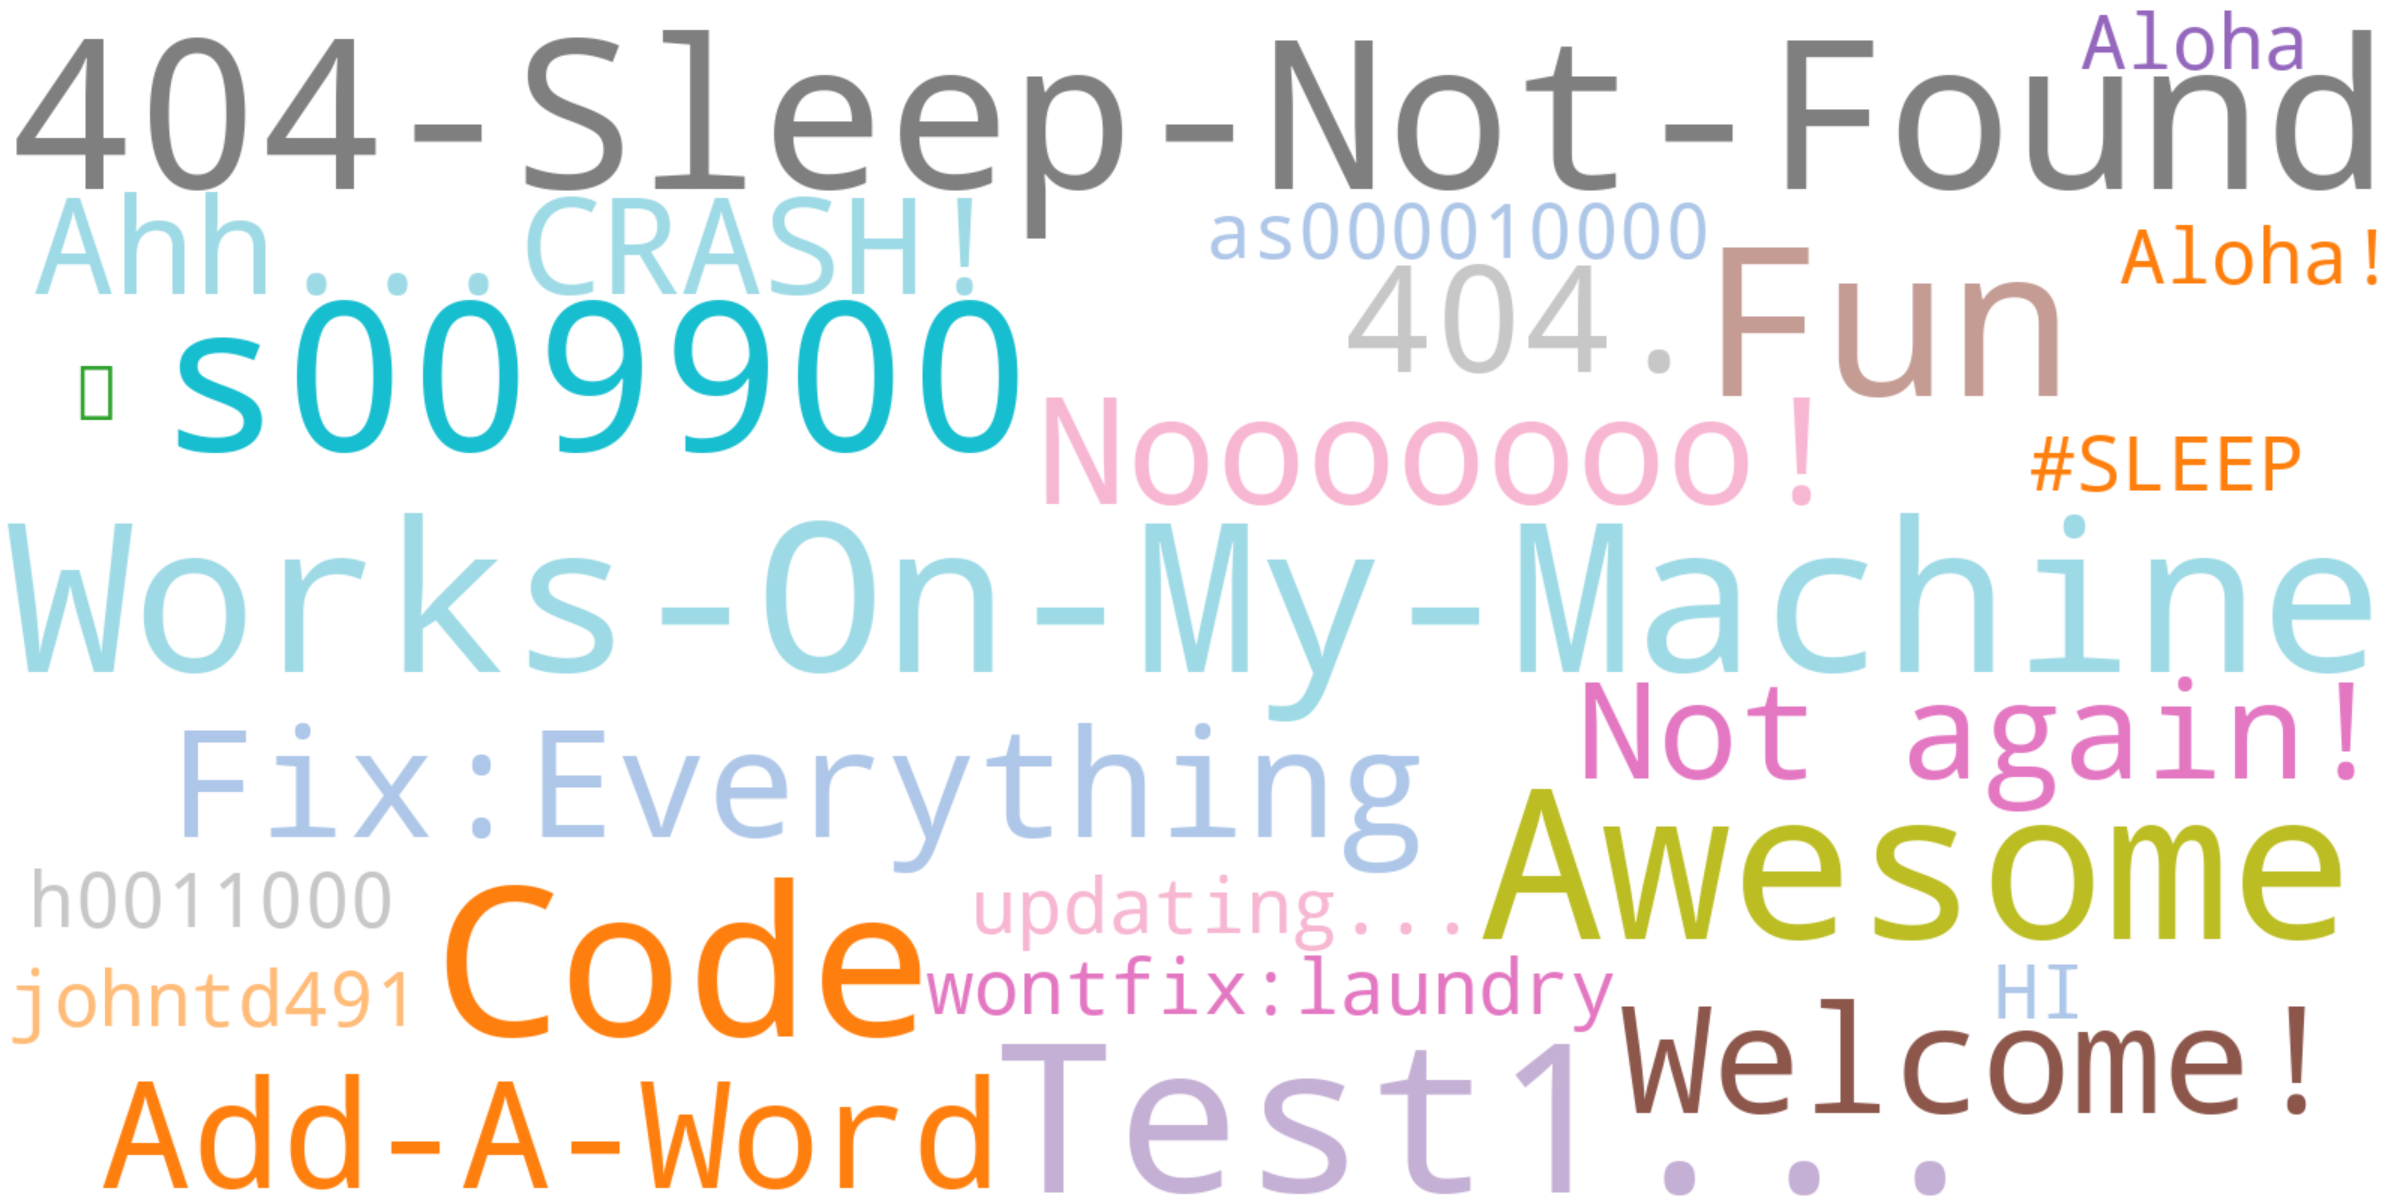 404-Sleep-Not-Found
Aloha
Ahh...CRASH!
as000010000
Aloha!
404.
Fun
s009900
Nooooooo!
#SLEEP
Works-On-My-Machine
Not again!
Fix:Everything
Awesome
h0011000
Code
updating...
wontfix:laundry
johntd491
HI
Welcome!
Add-A-Word
Test1...